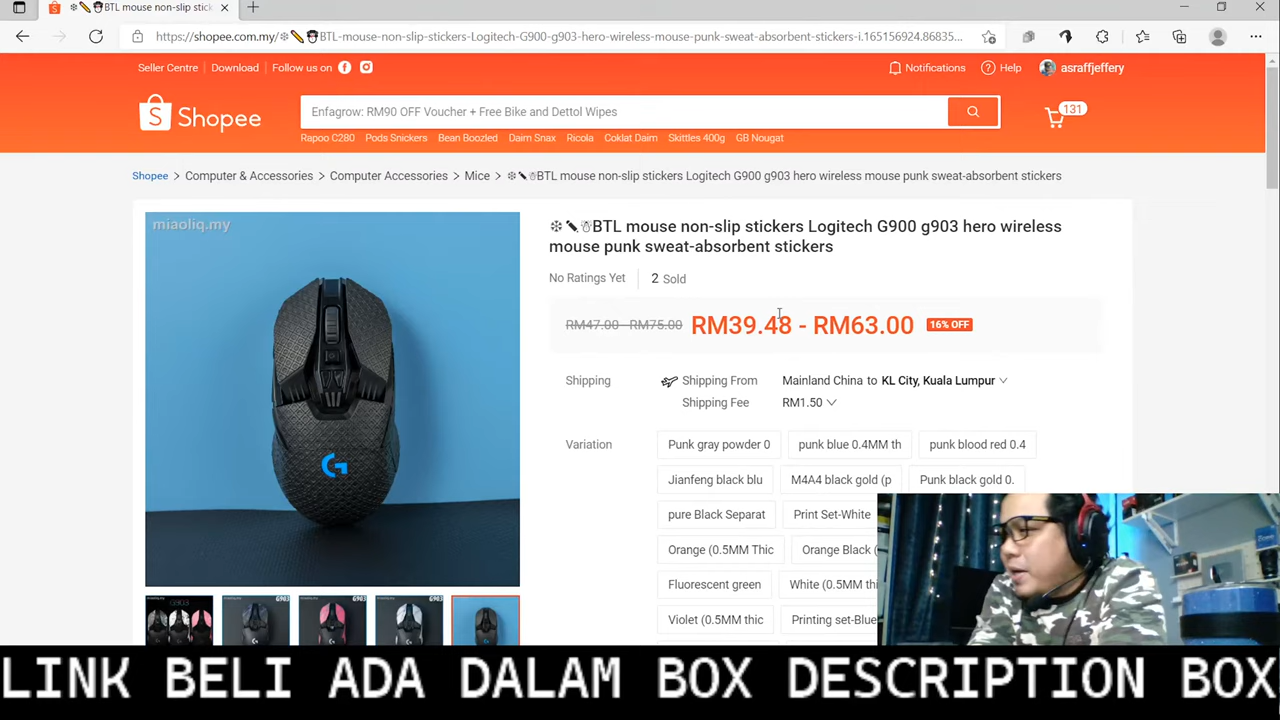 BTL mouse non-slip stick
https://shopee.com.my/❄✏BTL-mouse-non-slip-stickers-Logitech-G900-g903-hero-wireless-mouse-punk-sweat-absorbent-stickers-i.165156924.86835...
Seller Centre | Download | Follow us on
Notifications Help asraffjeffery
Shopee
Enfagrow: RM90 OFF Voucher + Free Bike and Dettol Wipes
131
Rapoo C280 Pods Snickers Bean Boozled Daim Snax Ricola Coklat Daim Skittles 400g GB Nougat
Shopee > Computer & Accessories > Computer Accessories > Mice > ❄✏☃BTL mouse non-slip stickers Logitech G900 g903 hero wireless mouse punk sweat-absorbent stickers
miaoliq.my
❄✏☃BTL mouse non-slip stickers Logitech G900 g903 hero wireless
mouse punk sweat-absorbent stickers
No Ratings Yet 2 Sold
RM47.00 - RM75.00 RM39.48 - RM63.00 16% OFF
Shipping Shipping From Mainland China to KL City, Kuala Lumpur
Shipping Fee RM1.50
Variation Punk gray powder 0 punk blue 0.4MM th punk blood red 0.4
Jianfeng black blu M4A4 black gold (p Punk black gold 0.
pure Black Separat Print Set-White
Orange (0.5MM Thic Orange Black (
Fluorescent green White (0.5MM thi
Violet (0.5MM thic Printing set-Blue
G903 G903 G903 G903
LINK BELI ADA DALAM BOX DESCRIPTION BOX